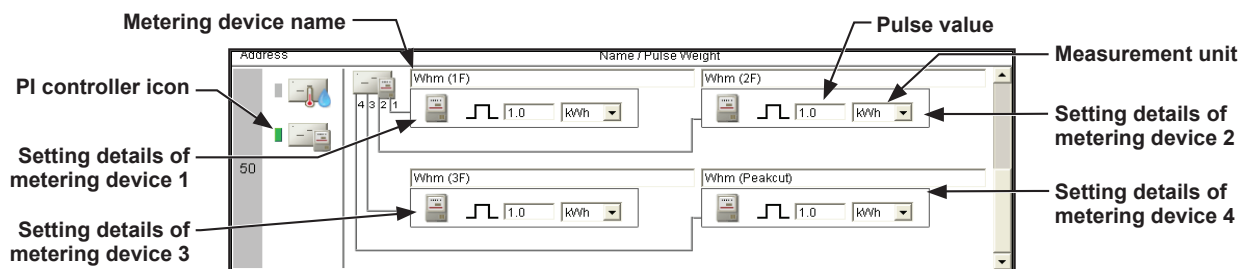 Metering device name
Pulse value
Address
Name / Pulse Weight
Measurement unit
PI controller icon
Whm (1F)
Whm (2F)
4 3 2 1
1.0 kWh
1.0 kWh
Setting details of
metering device 2
Setting details of
metering device 1
50
Whm (3F)
Whm (Peakcut)
1.0 kWh
1.0 kWh
Setting details of
metering device 4
Setting details of
metering device 3